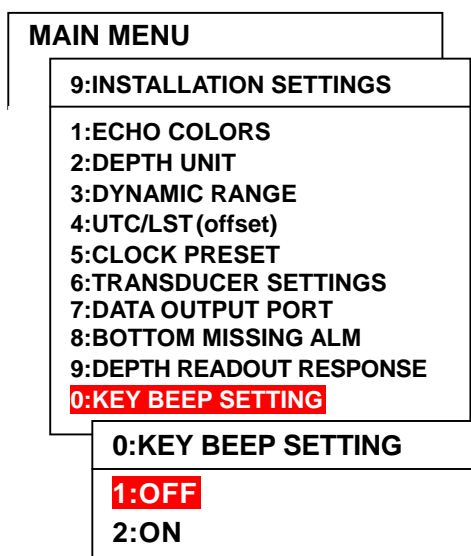 MAIN MENU
9:INSTALLATION SETTINGS
1:ECHO COLORS
2:DEPTH UNIT
3:DYNAMIC RANGE
4:UTC/LST (offset)
5:CLOCK PRESET
6:TRANSDUCER SETTINGS
7:DATA OUTPUT PORT
8:BOTTOM MISSING ALM
9:DEPTH READOUT RESPONSE
0:KEY BEEP SETTING
0:KEY BEEP SETTING
1:OFF
2:ON